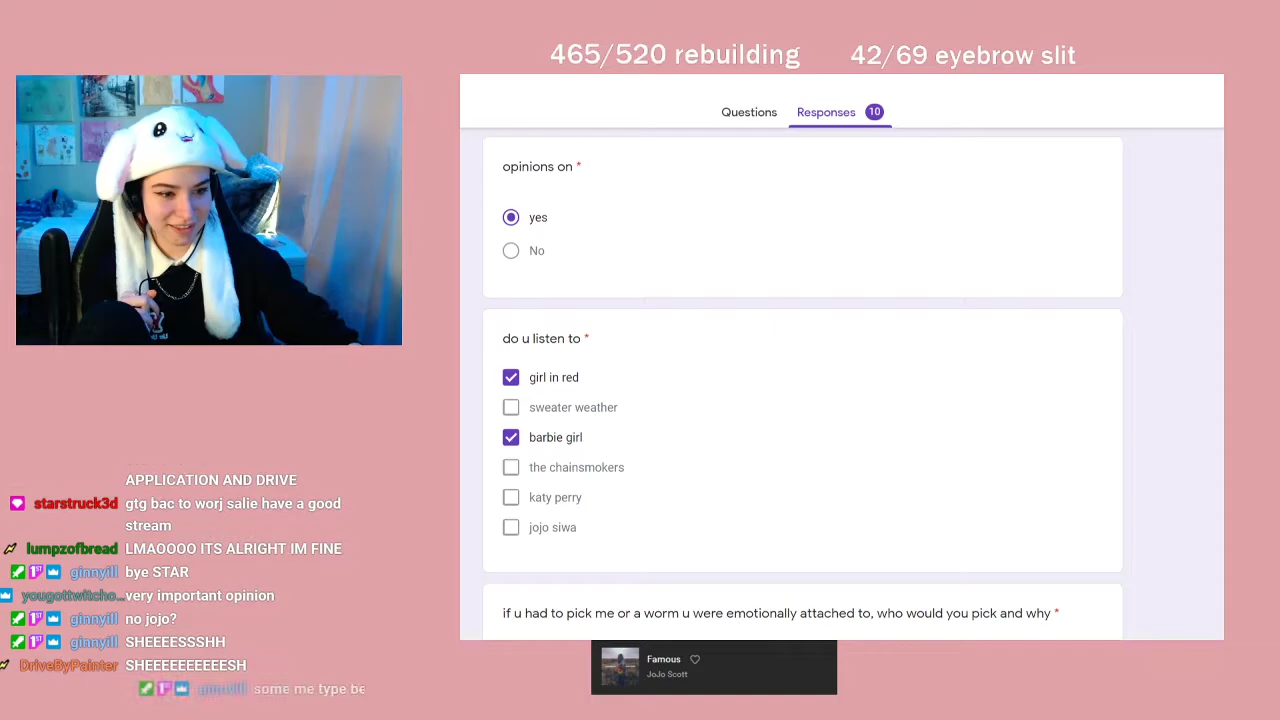 465/520 rebuilding
42/69 eyebrow slit
Questions
Responses 10
opinions on *
yes
No
do u listen to *
girl in red
sweater weather
barbie girl
the chainsmokers
katy perry
jojo siwa
if u had to pick me or a worm u were emotionally attached to, who would you pick and why *
APPLICATION AND DRIVE
starstruck3d gtg bac to worj salie have a good
stream
lumpzofbread LMAOOOO ITS ALRIGHT IM FINE
ginnyill bye STAR
yougottwitcho... very important opinion
ginnyill no jojo?
ginnyill SHEEEESSSHH
DriveByPainter SHEEEEEEEEESH
ginnyill some me type be
Famous
JoJo Scott